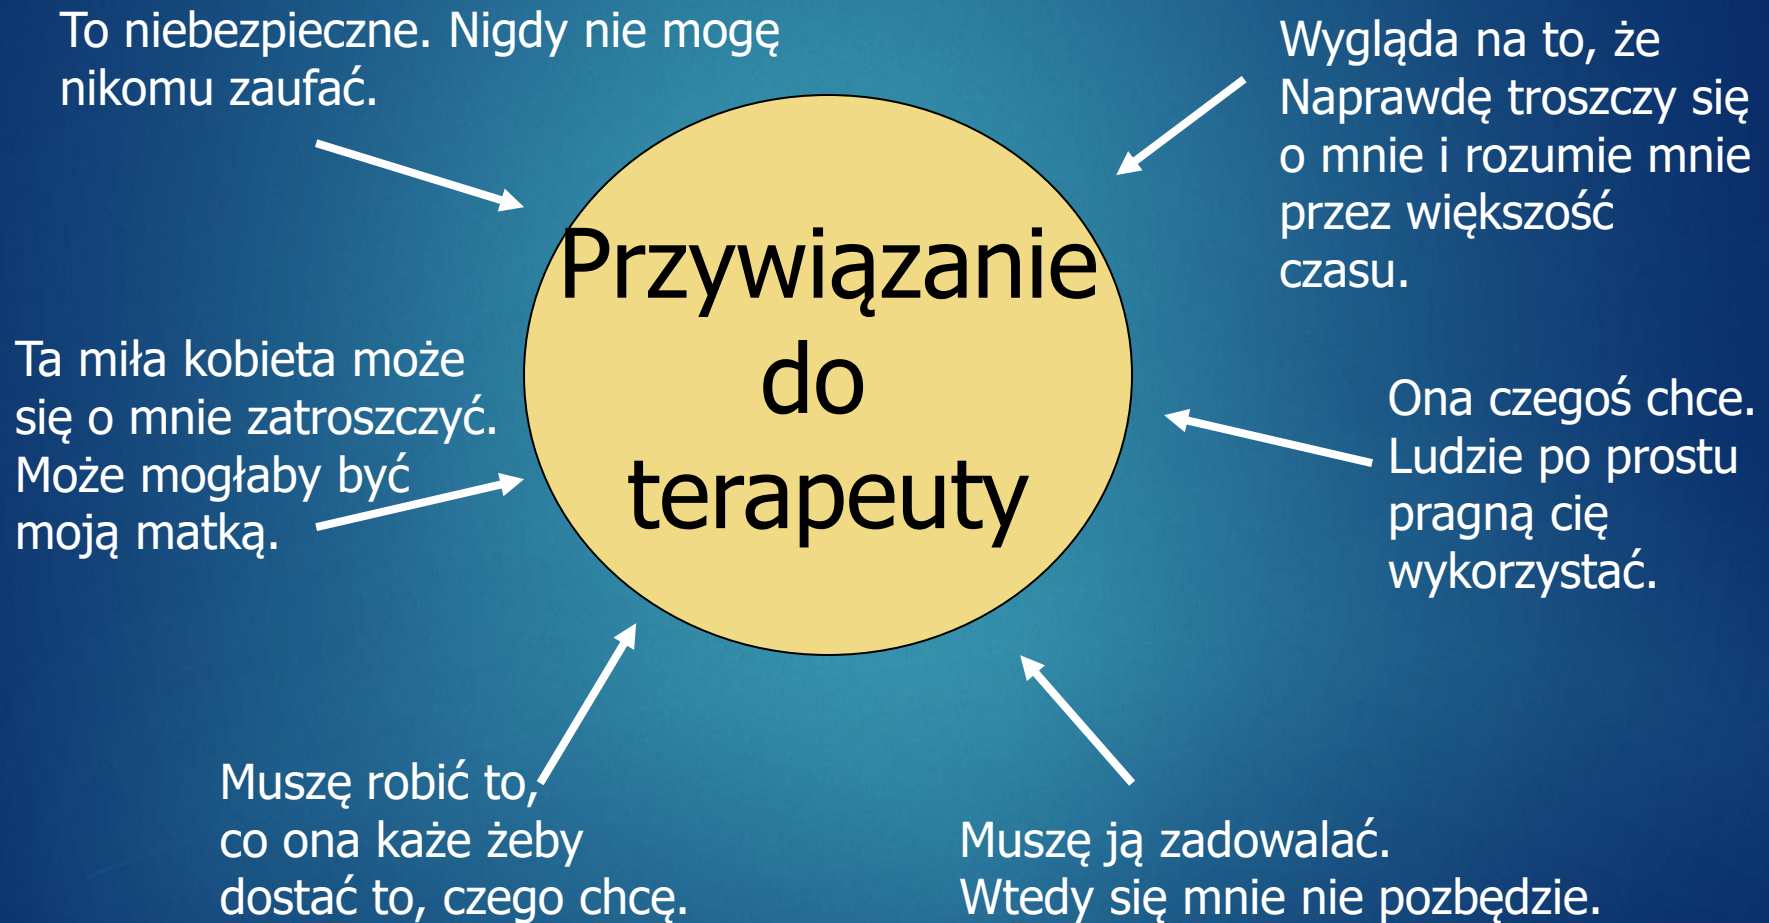 To niebezpieczne. Nigdy nie mogę
nikomu zaufać.
Wygląda na to, że
Naprawdę troszczy się
o mnie i rozumie mnie
przez większość
czasu.
Przywiązanie
do
terapeuty
Ta miła kobieta może
się o mnie zatroszczyć.
Może mogłaby być
moją matką.
Ona czegoś chce.
Ludzie po prostu
pragną cię
wykorzystać.
Muszę robić to,
co ona każe żeby
dostać to, czego chcę.
Muszę ją zadowalać.
Wtedy się mnie nie pozbędzie.